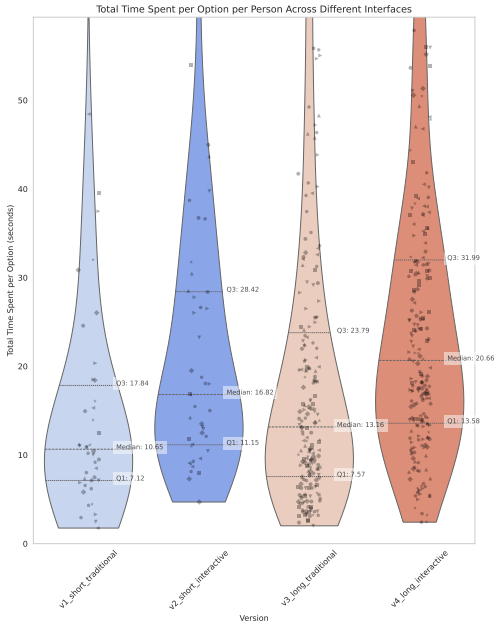 Total Time Spent per Option per Person Across Different Interfaces
Total Time Spent per Option (seconds)
50
40
30
20
10
0
Q3: 17.84
Median: 10.65
Q1: 7.12
Q3: 28.42
Median: 16.82
Q1: 11.15
Q3: 23.79
Median: 13.16
Q1: 7.57
Q3: 31.99
Median: 20.66
Q1: 13.58
v1_short_traditional
v2_short_interactive
v3_long_traditional
v4_long_interactive
Version